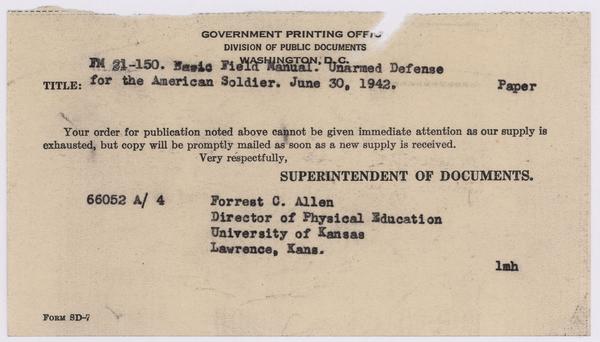 GOVERNMENT PRINTING OFFIC
DIVISION OF PUBLIC DOCUMENTS
WASHINGTON, D.C.
FM 21-150. Basic Field Manual. Unarmed Defense
TITLE: for the American Soldier. June 30, 1942. Paper
Your order for publication noted above cannot be given immediate attention as our supply is
exhausted, but copy will be promptly mailed as soon as a new supply is received.
Very respectfully,
SUPERINTENDENT OF DOCUMENTS.
66052 A/ 4 Forrest C. Allen
Director of Physical Education
University of Kansas
Lawrence, Kans.
lmh
FORM SD-7